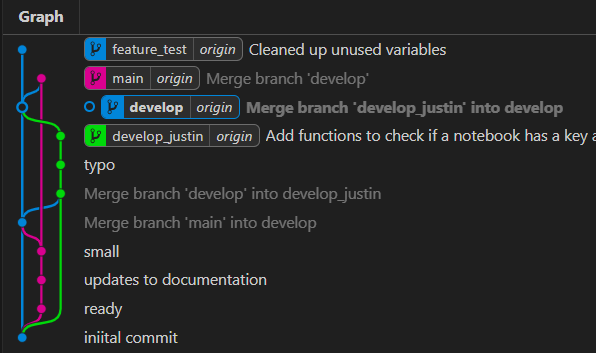 Graph
feature_test origin Cleaned up unused variables
main origin Merge branch 'develop'
develop origin Merge branch 'develop_justin' into develop
develop_justin origin Add functions to check if a notebook has a key a
typo
Merge branch 'develop' into develop_justin
Merge branch 'main' into develop
small
updates to documentation
ready
iniital commit